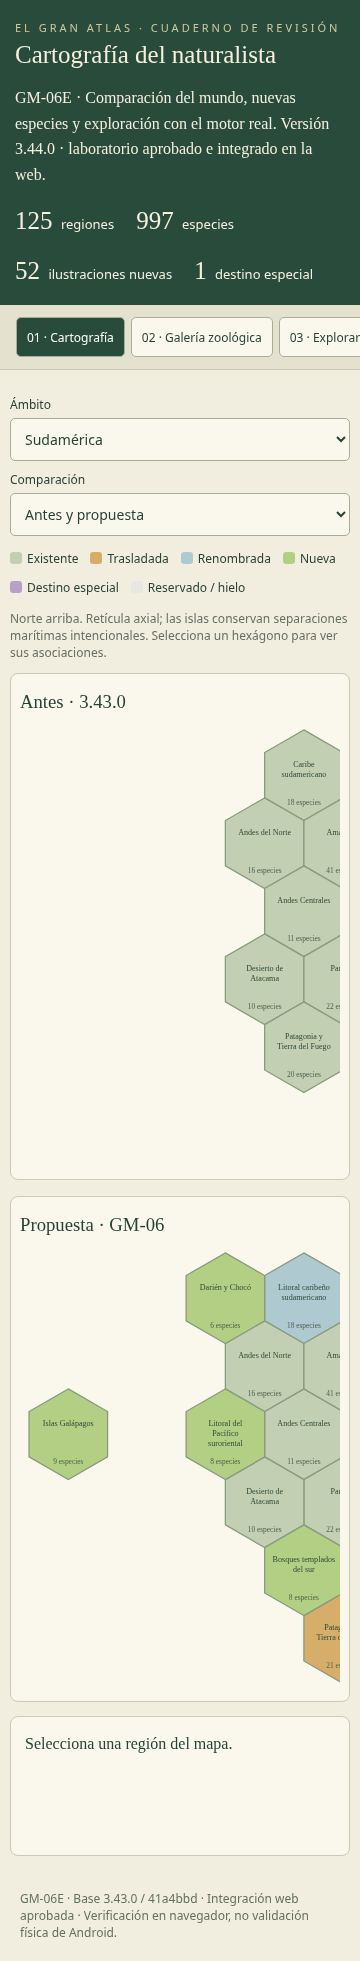 EL GRAN ATLAS · CUADERNO DE REVISIÓN
Cartografía del naturalista
GM-06E · Comparación del mundo, nuevas
especies y exploración con el motor real. Versión
3.44.0 · laboratorio aprobado e integrado en la
web.
125 regiones 997 especies
52 ilustraciones nuevas 1 destino especial
01 · Cartografía 02 · Galería zoológica 03 · Explorar
Ámbito
Sudamérica
Comparación
Antes y propuesta
Existente Trasladada Renombrada Nueva
Destino especial Reservado / hielo
Norte arriba. Retícula axial; las islas conservan separaciones
marítimas intencionales. Selecciona un hexágono para ver
sus asociaciones.
Antes · 3.43.0
Caribe
sudamericano
18 especies
Andes del Norte
16 especies
Andes Centrales
11 especies
Desierto de
Atacama
10 especies
Patagonia y
Tierra del Fuego
20 especies
Propuesta · GM-06
Darién y Chocó
6 especies
Litoral caribeño
sudamericano
18 especies
Andes del Norte
16 especies
Islas Galápagos
9 especies
Litoral del
Pacífico
suroriental
8 especies
Andes Centrales
11 especies
Desierto de
Atacama
10 especies
Bosques templados
del sur
8 especies
Selecciona una región del mapa.
GM-06E · Base 3.43.0 / 41a4bbd · Integración web
aprobada · Verificación en navegador, no validación
física de Android.